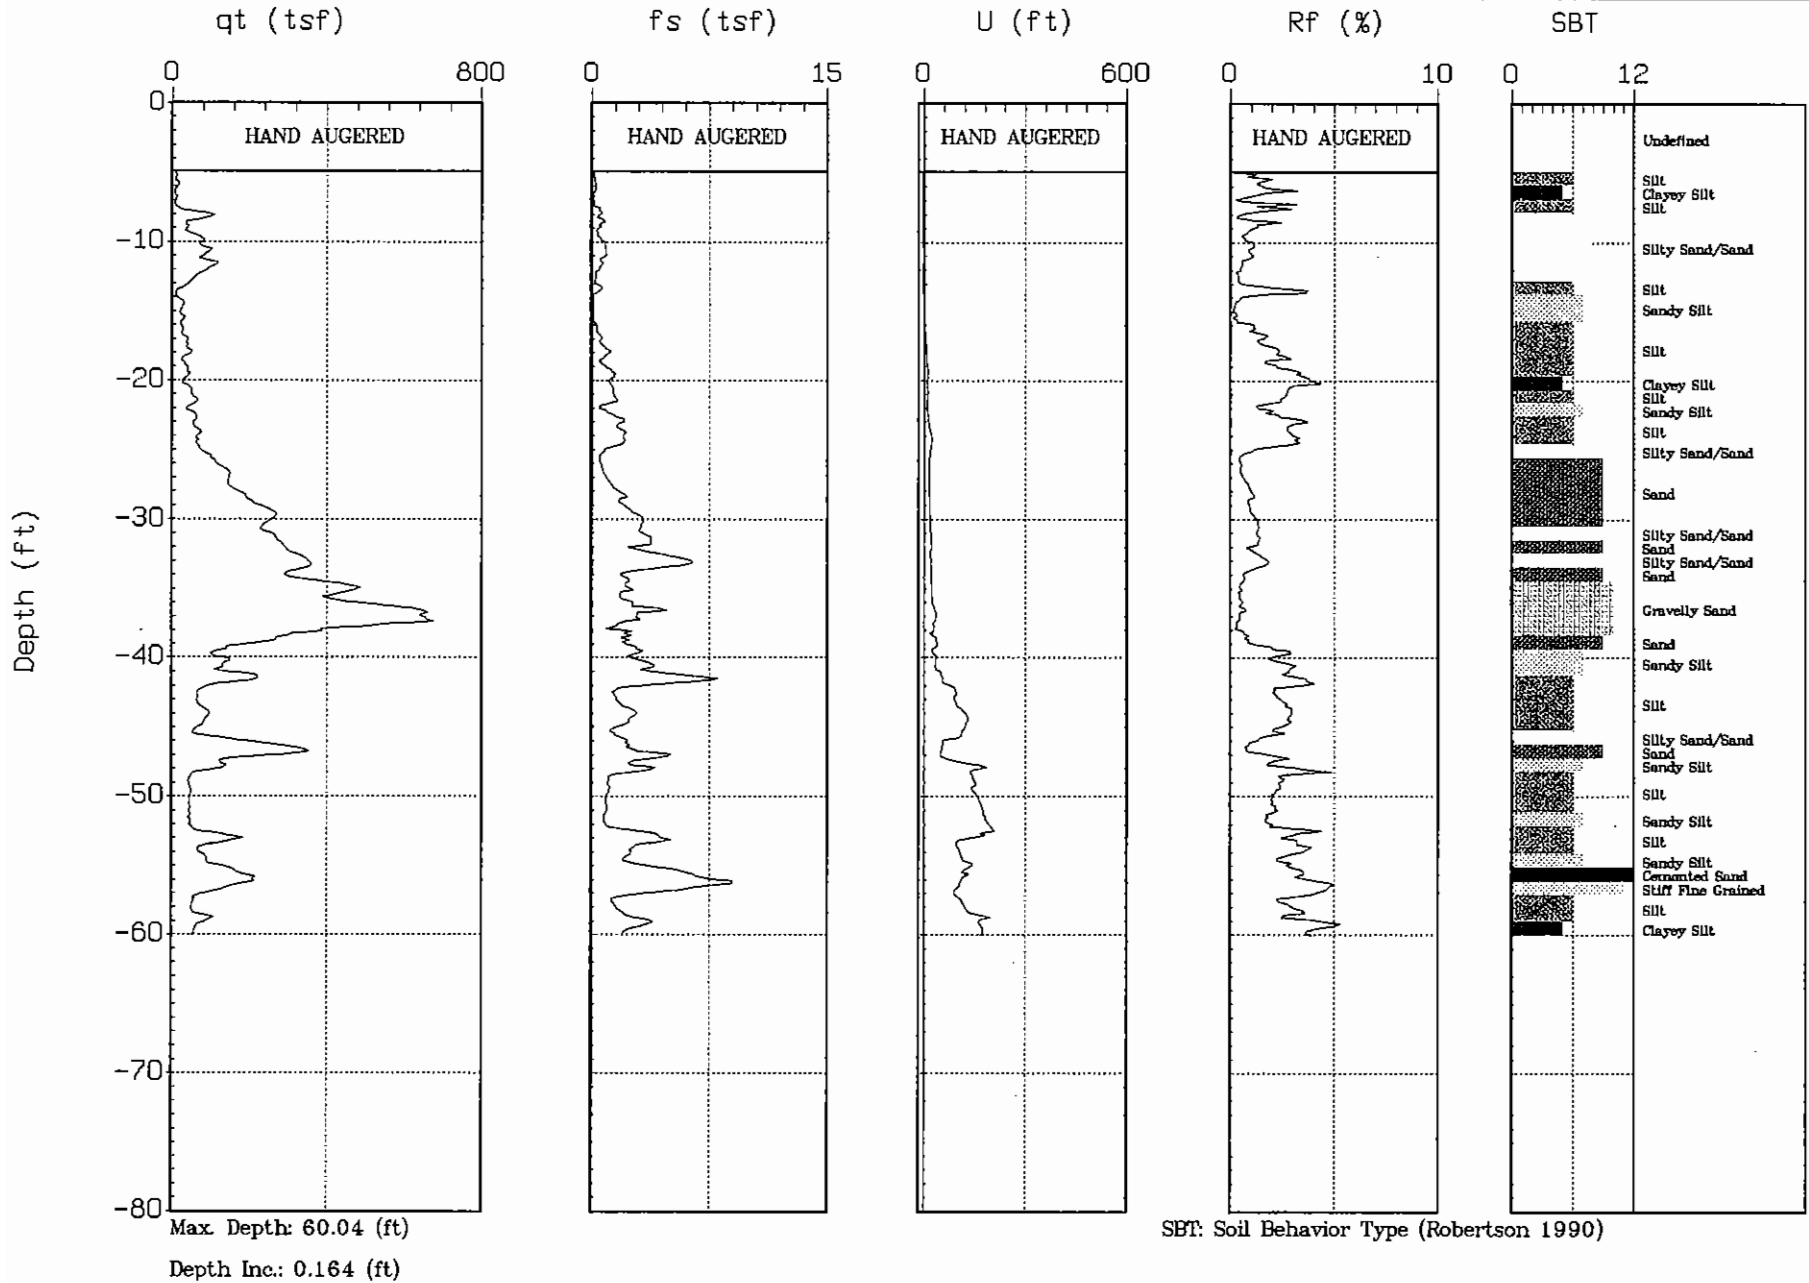 qt (tsf) fs (tsf) U (ft) Rf (%) SBT
0 800 0 15 0 600 0 10 0 12
0
HAND AUGERED HAND AUGERED HAND AUGERED HAND AUGERED
Undefined
Silt
Clayey Silt
Silt
-10
Silty Sand/Sand
Silt
Sandy Silt
Silt
-20
Clayey Silt
Silt
Sandy Silt
Silt
Silty Sand/Sand
Sand
-30
Silty Sand/Sand
Sand
Silty Sand/Sand
Sand
Gravelly Sand
Depth (ft)
Sand
-40
Sandy Silt
Silt
Silty Sand/Sand
Sand
Sandy Silt
-50
Silt
Sandy Silt
Silt
Sandy Silt
Cemented Sand
Stiff Fine Grained
Silt
Clayey Silt
-60
-70
-80
Max. Depth: 60.04 (ft)
SBT: Soil Behavior Type (Robertson 1990)
Depth Inc.: 0.164 (ft)